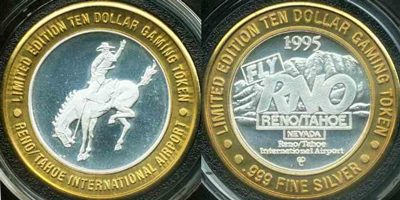 LIMITED EDITION TEN DOLLAR GAMING TOKEN
RENO/TAHOE INTERNATIONAL AIRPORT
LIMITED EDITION TEN DOLLAR GAMING TOKEN
1995
FLY
RNO
RENO/TAHOE
NEVADA
Reno/Tahoe
International Airport
.999 FINE SILVER